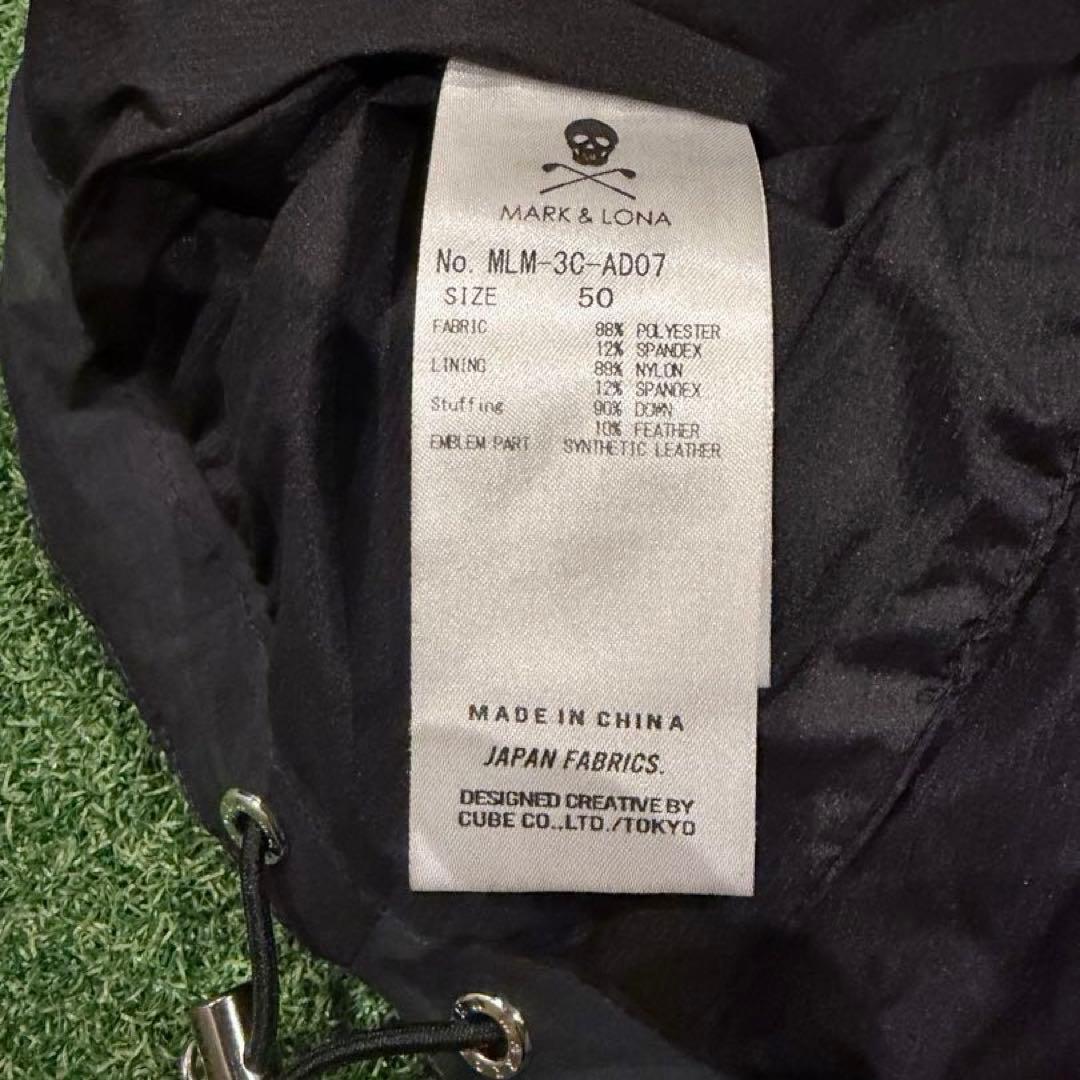 MARK & LONA
No. MLM-3C-AD07
SIZE 50
FABRIC 88% POLYESTER
12% SPANDEX
LINING 88% NYLON
12% SPANDEX
Stuffing 90% DOWN
10% FEATHER
EMBLEM PART SYNTHETIC LEATHER
MADE IN CHINA
JAPAN FABRICS.
DESIGNED CREATIVE BY
CUBE CO.,LTD./TOKYO